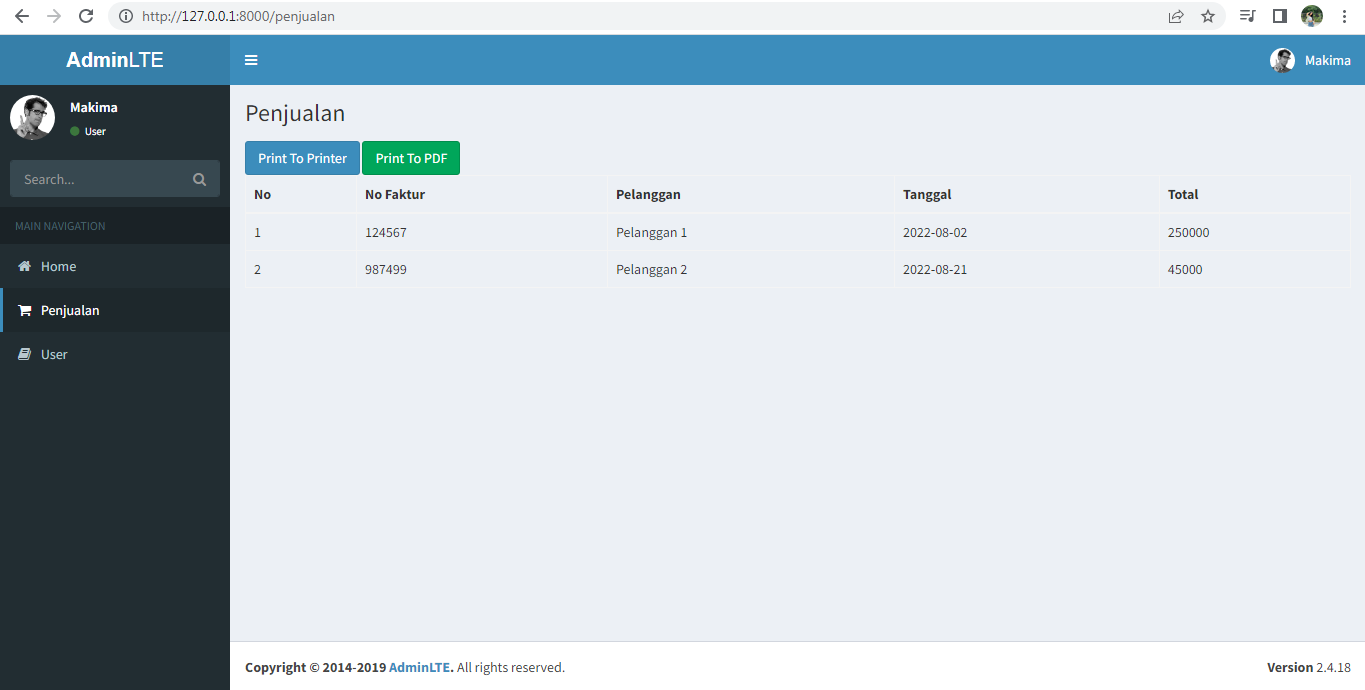 http://127.0.0.1:8000/penjualan
AdminLTE
Makima
Makima
User
Search...
MAIN NAVIGATION
Home
Penjualan
User
Penjualan
Print To Printer Print To PDF
No No Faktur Pelanggan Tanggal Total
1 124567 Pelanggan 1 2022-08-02 250000
2 987499 Pelanggan 2 2022-08-21 45000
Copyright © 2014-2019 AdminLTE. All rights reserved.
Version 2.4.18